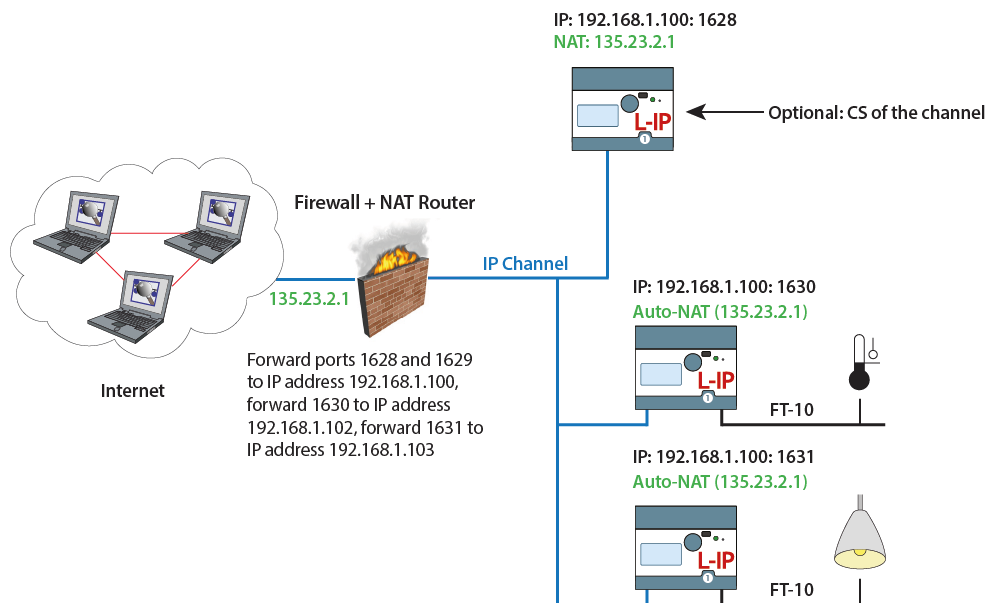 IP: 192.168.1.100: 1628
NAT: 135.23.2.1
L-IP
1
Optional: CS of the channel
Firewall + NAT Router
IP Channel
135.23.2.1
Internet
Forward ports 1628 and 1629
to IP address 192.168.1.100,
forward 1630 to IP address
192.168.1.102, forward 1631 to
IP address 192.168.1.103
IP: 192.168.1.100: 1630
Auto-NAT (135.23.2.1)
L-IP
1
FT-10
IP: 192.168.1.100: 1631
Auto-NAT (135.23.2.1)
L-IP
1
FT-10